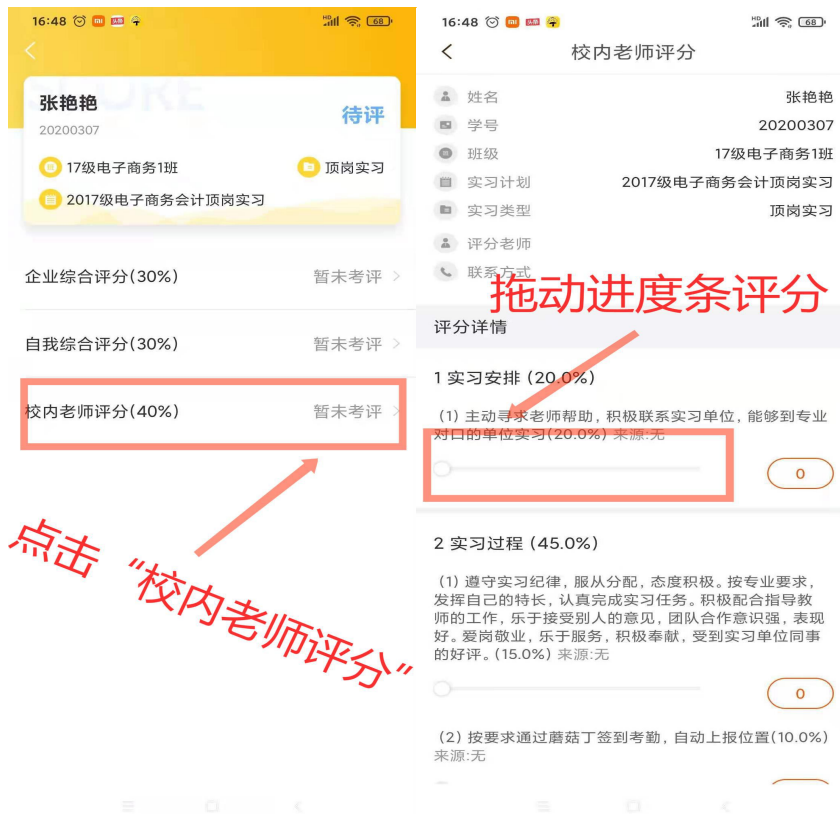 16:48
68
SCORE
张艳艳
20200307
待评
17级电子商务1班
顶岗实习
2017级电子商务会计顶岗实习
企业综合评分(30%)
暂未考评
自我综合评分(30%)
暂未考评
校内老师评分(40%)
暂未考评
点击“校内老师评分”
16:48
68
校内老师评分
姓名
张艳艳
学号
20200307
班级
17级电子商务1班
实习计划
2017级电子商务会计顶岗实习
实习类型
顶岗实习
评分老师
联系方式
拖动进度条评分
评分详情
1 实习安排 (20.0%)
(1) 主动寻求老师帮助, 积极联系实习单位, 能够到专业
对口的单位实习(20.0%) 来源:无
0
2 实习过程 (45.0%)
(1) 遵守实习纪律, 服从分配, 态度积极。按专业要求,
发挥自己的特长, 认真完成实习任务。积极配合指导教
师的工作, 乐于接受别人的意见, 团队合作意识强, 表现
好。爱岗敬业, 乐于服务, 积极奉献, 受到实习单位同事
的好评。(15.0%) 来源:无
0
(2) 按要求通过蘑菇丁签到考勤, 自动上报位置(10.0%)
来源:无